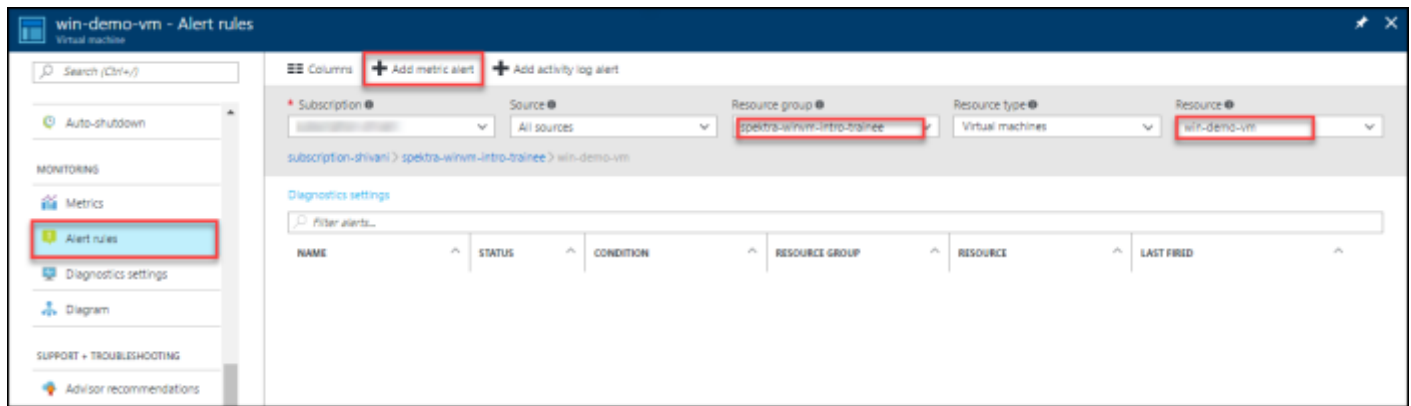 win-demo-vm - Alert rules
Virtual machine
Search (Ctrl+/)
Auto-shutdown
MONITORING
Metrics
Alert rules
Diagnostics settings
Diagram
SUPPORT + TROUBLESHOOTING
Advisor recommendations
Columns Add metric alert Add activity log alert
* Subscription Source Resource group Resource type Resource
All sources spektra-winvm-intro-trainee Virtual machines win-demo-vm
subscription-shivani > spektra-winvm-intro-trainee > win-demo-vm
Diagnostics settings
Filter alerts...
NAME STATUS CONDITION RESOURCE GROUP RESOURCE LAST FIRED